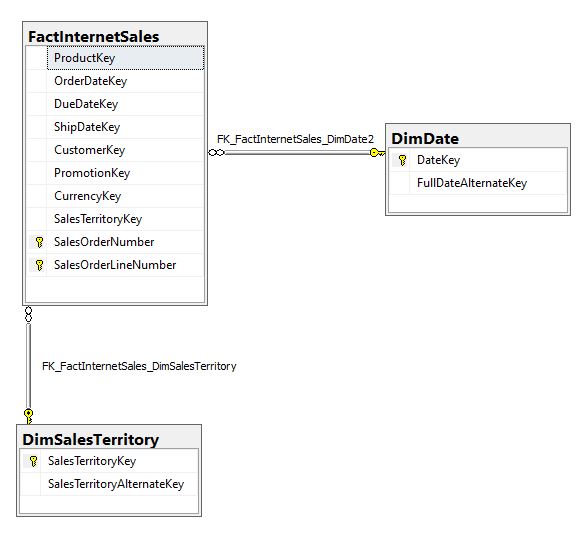 FactInternetSales
ProductKey
OrderDateKey
DueDateKey
ShipDateKey
CustomerKey
PromotionKey
CurrencyKey
SalesTerritoryKey
SalesOrderNumber
SalesOrderLineNumber
FK_FactInternetSales_DimDate2
DimDate
DateKey
FullDateAlternateKey
FK_FactInternetSales_DimSalesTerritory
DimSalesTerritory
SalesTerritoryKey
SalesTerritoryAlternateKey